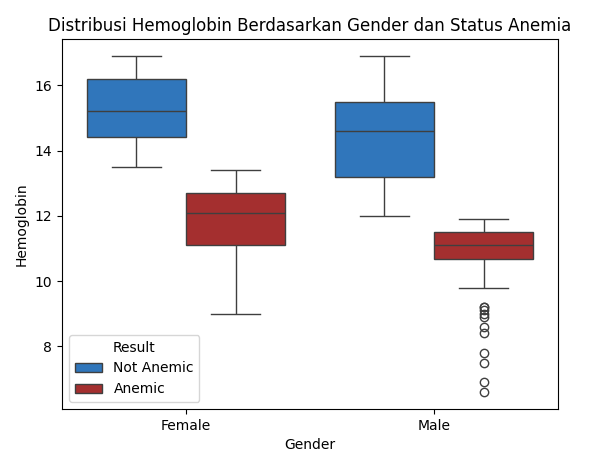 Distribusi Hemoglobin Berdasarkan Gender dan Status Anemia
16
14
12
10
8
Hemoglobin
Result
Not Anemic
Anemic
Female
Male
Gender